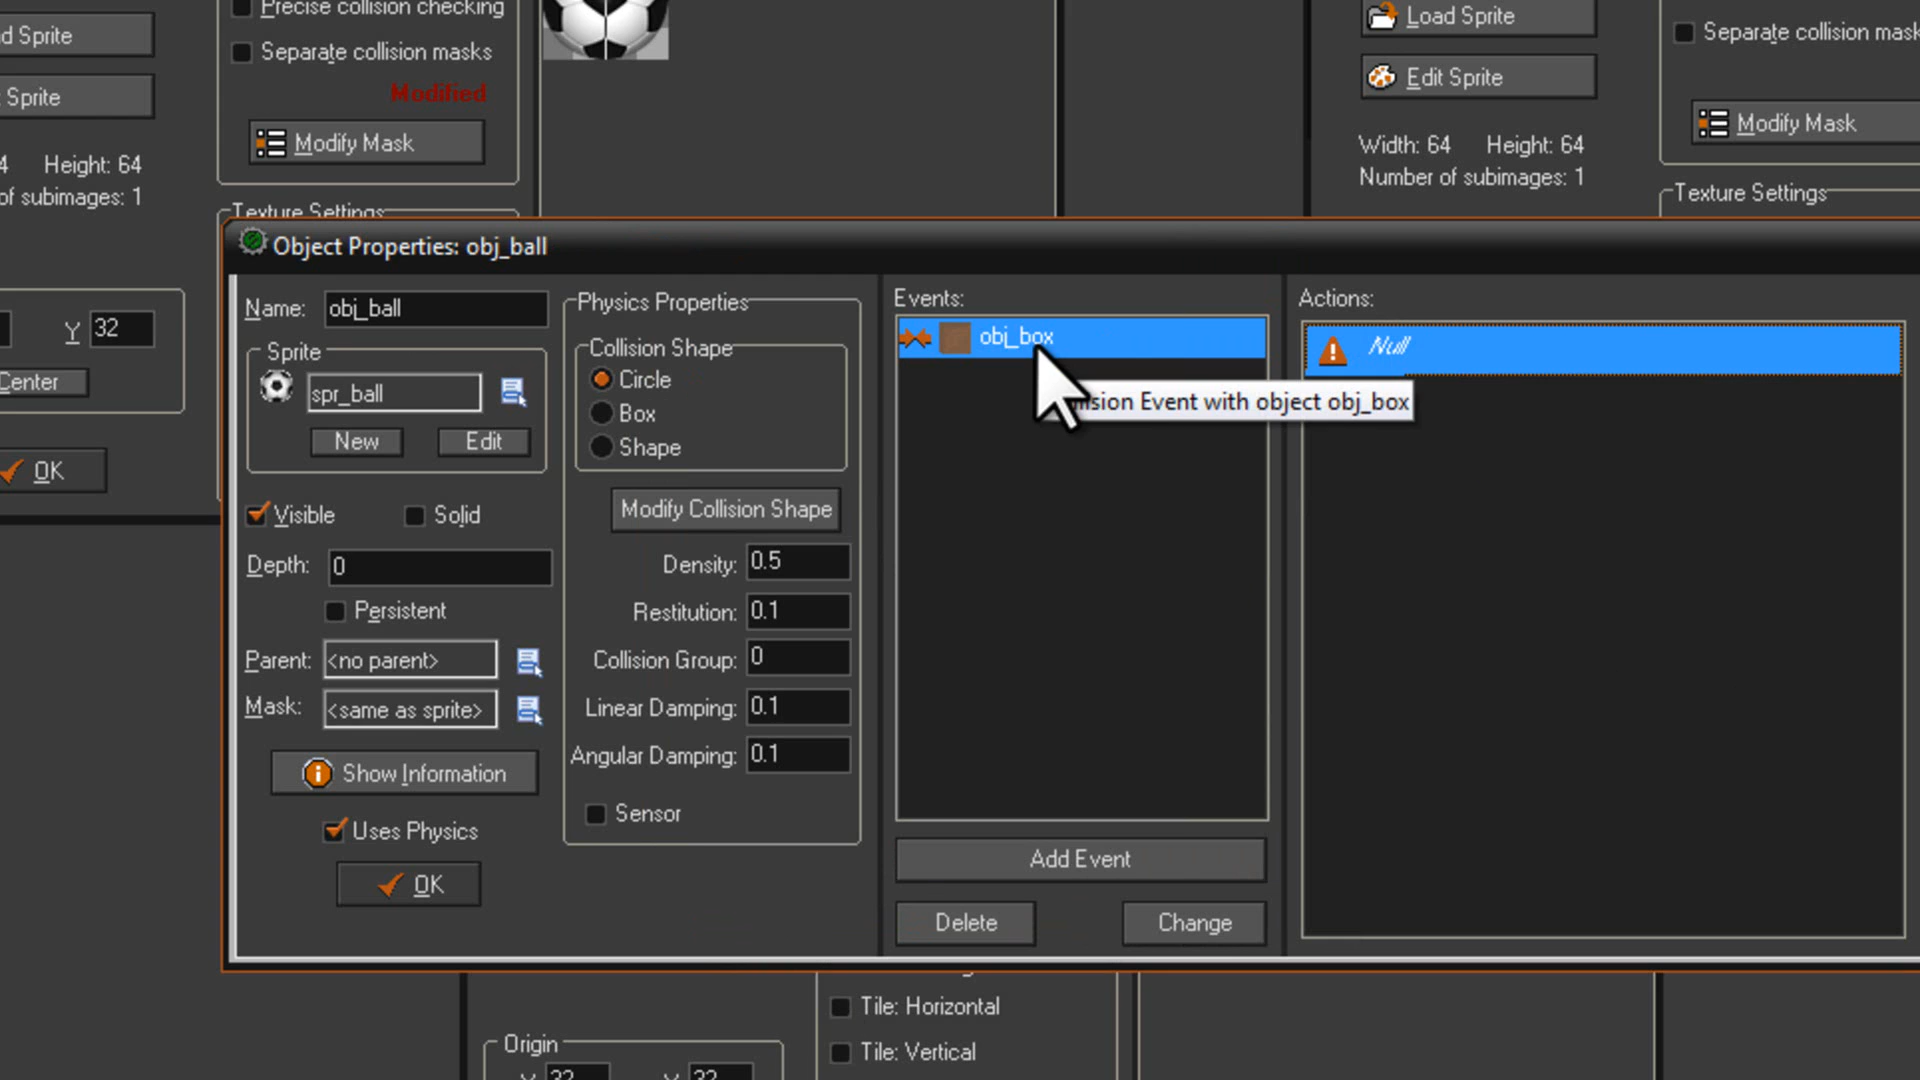 Precise collision checking
Load Sprite
d Sprite
Separate collision masks
Separate collision mask
Modified
Sprite
Edit Sprite
Modify Mask
Modify Mask
4 Height: 64
of subimages: 1
Width: 64 Height: 64
Number of subimages: 1
Texture Settings
Texture Settings
Object Properties: obj_ball
Y 32
Center
OK
Name: obj_ball
Sprite
spr_ball
New Edit
Visible Solid
Depth: 0
Persistent
Parent: <no parent>
Mask: <same as sprite>
Show Information
Uses Physics
OK
Physics Properties
Collision Shape
Circle
Box
Shape
Modify Collision Shape
Density: 0.5
Restitution: 0.1
Collision Group: 0
Linear Damping: 0.1
Angular Damping: 0.1
Sensor
Events:
obj_box
ision Event with object obj_box
Add Event
Delete Change
Actions:
Null
Tile: Horizontal
Tile: Vertical
Origin
32 32